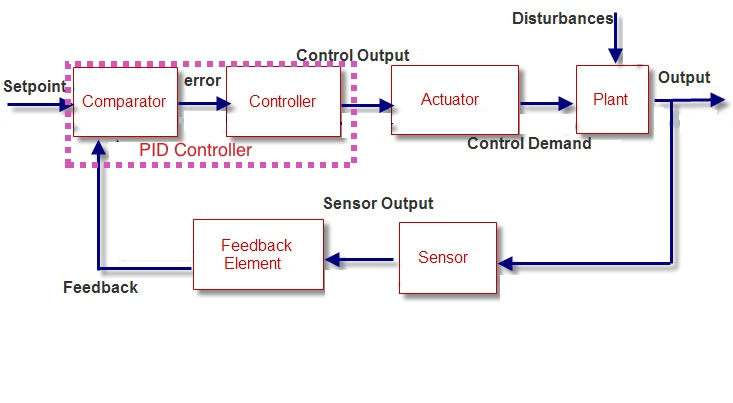 Disturbances
Control Output
Setpoint
error
Output
Comparator
Controller
Actuator
Plant
PID Controller
Control Demand
Sensor Output
Feedback
Element
Sensor
Feedback